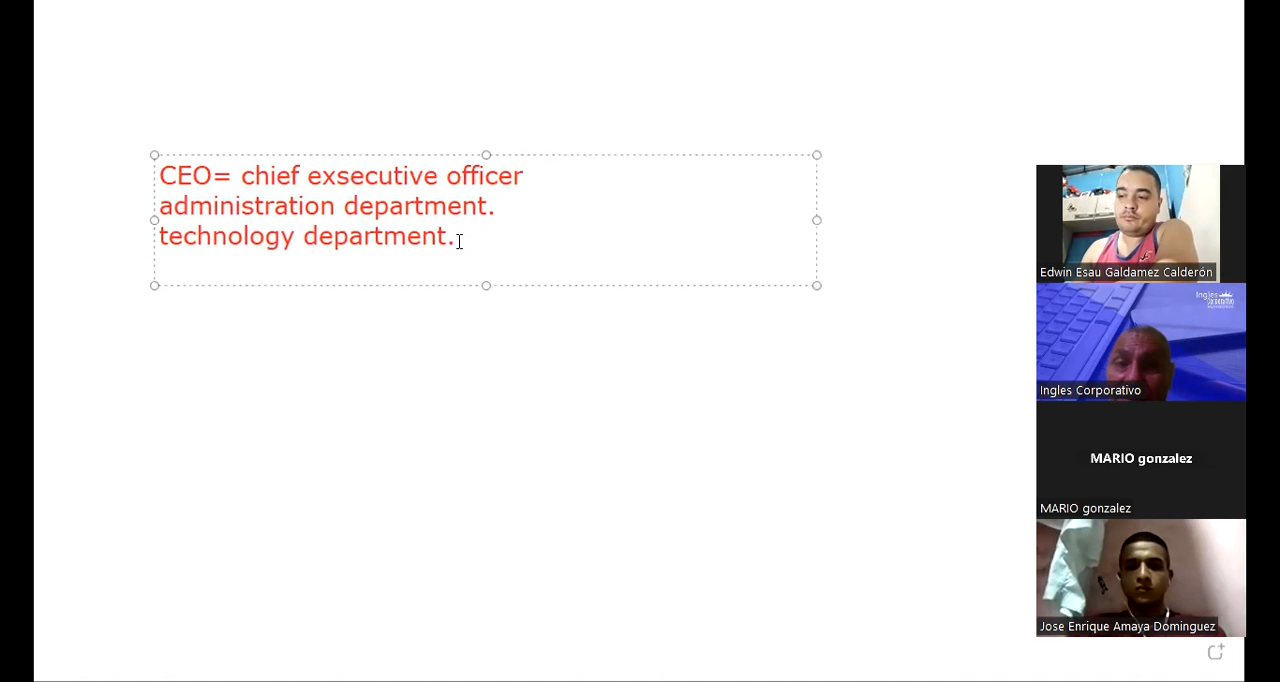 CEO= chief exsecutive officer
administration department.
technology department.
Edwin Esau Galdamez Calderón
Ingles
Ingles Corporativo
MARIO gonzalez
MARIO gonzalez
Jose Enrique Amaya Dominguez